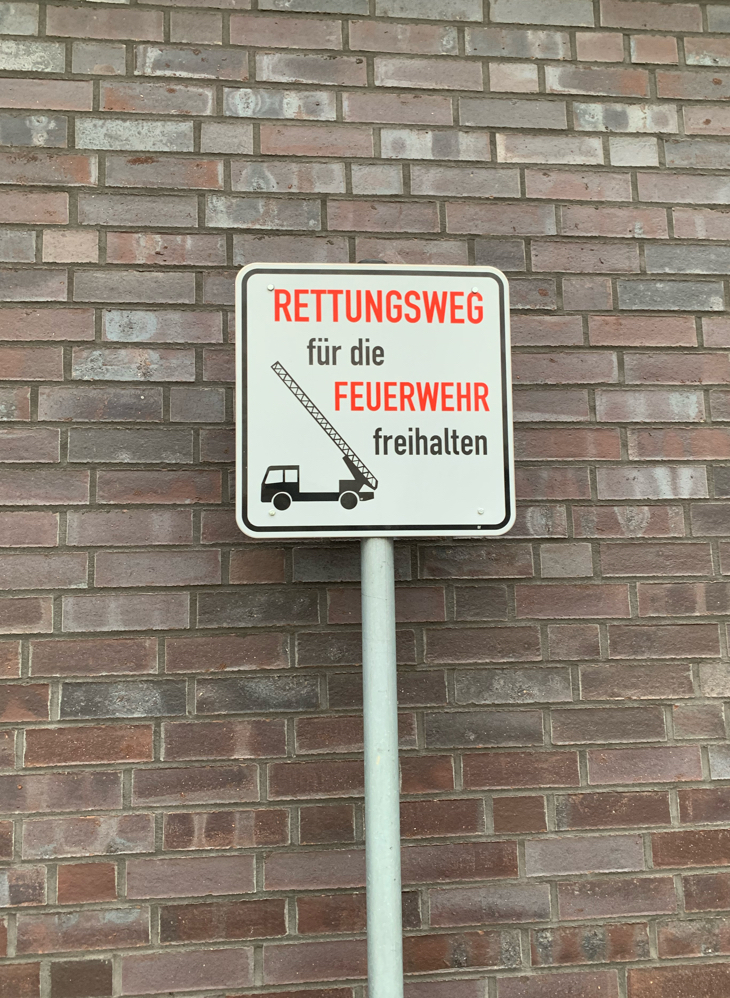 RETTUNGSWEG
für die
FEUERWEHR
freihalten